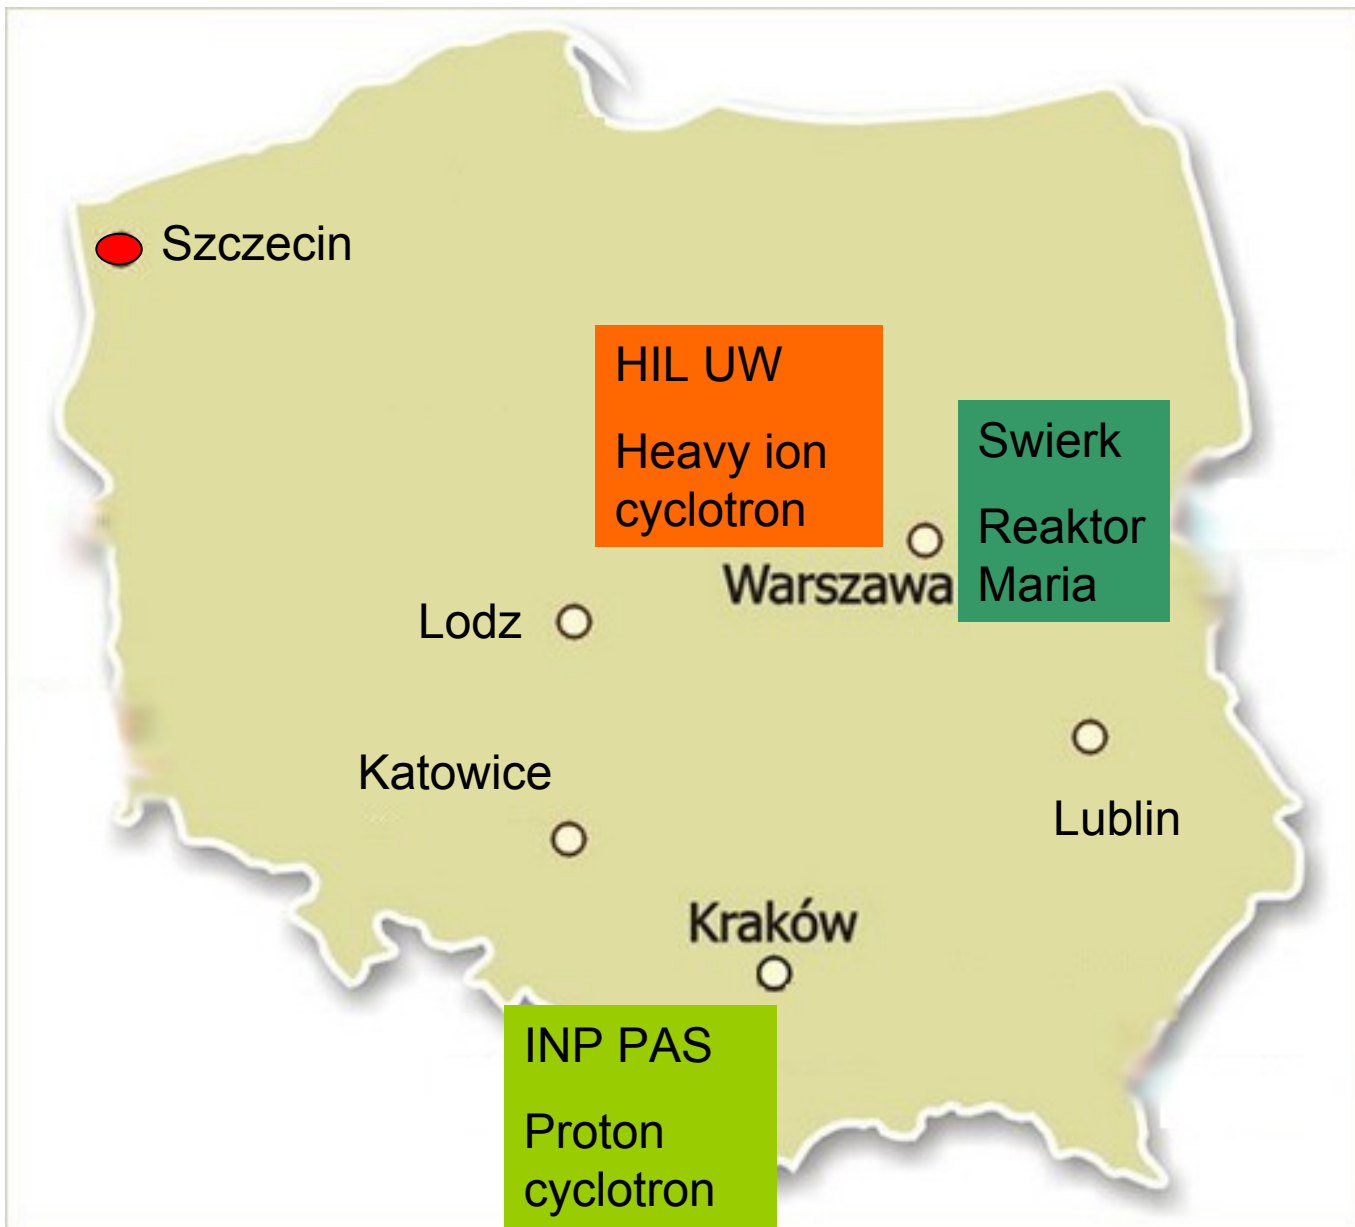 Szczecin
HIL UW
Heavy ion
cyclotron
Swierk
Reaktor
Maria
Warszawa
Lodz
Katowice
Lublin
Kraków
INP PAS
Proton
cyclotron